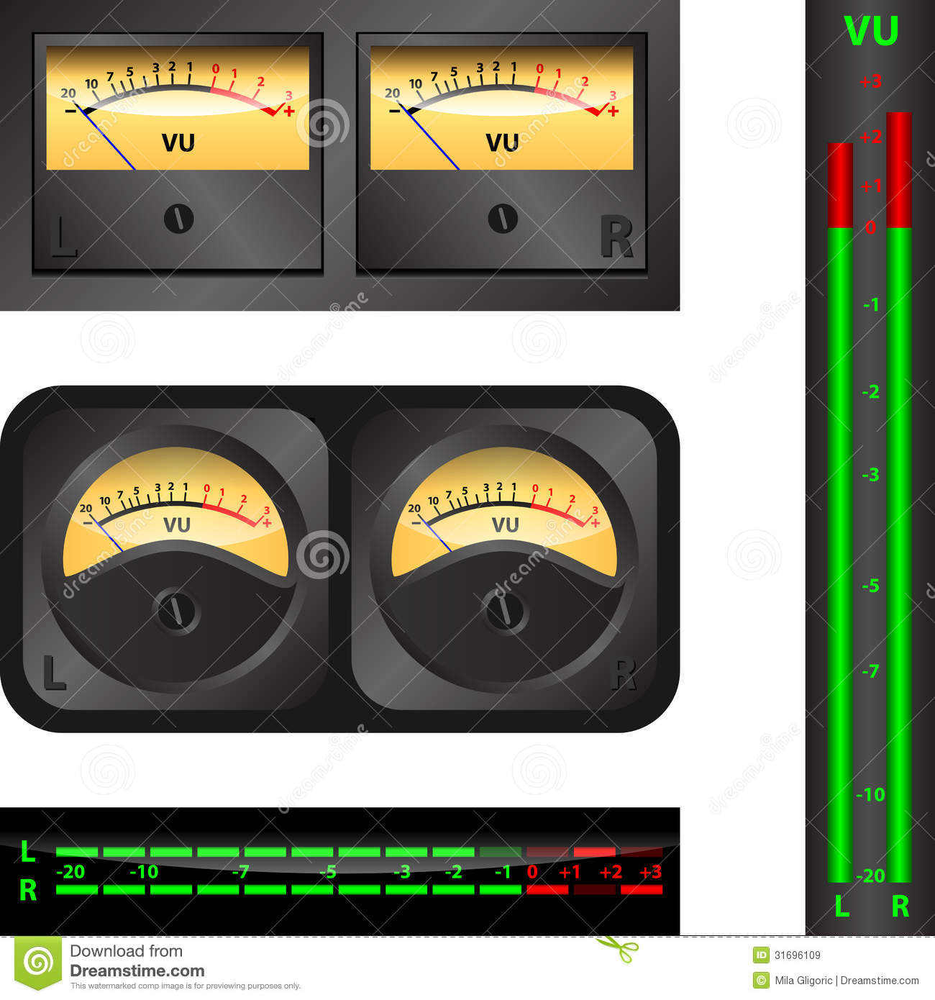 20 10 7 5 3 2 1 0 1 2 3
- +
VU
L
20 10 7 5 3 2 1 0 1 2 3
- +
VU
R
20 10 7 5 3 2 1 0 1 2 3
- +
VU
L
20 10 7 5 3 2 1 0 1 2 3
- +
VU
R
L
-20 -10 -7 -5 -3 -2 -1 0 +1 +2 +3
R
VU
+3
+2
+1
0
-1
-2
-3
-5
-7
-10
-20
L R
dreamstime
Download from
Dreamstime.com
This watermarked comp image is for previewing purposes only.
ID 31696109
© Mila Gligoric | Dreamstime.com